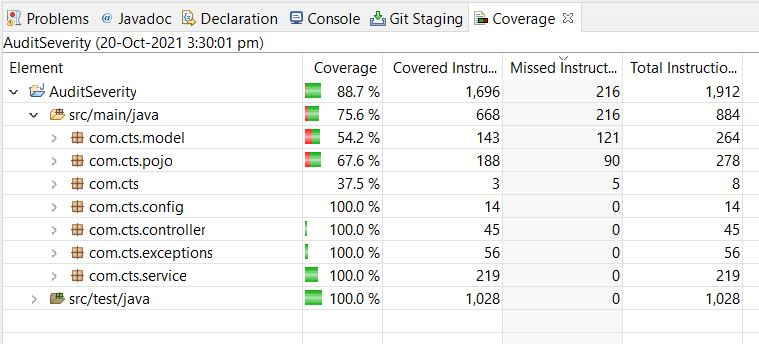 Problems @ Javadoc Declaration Console Git Staging Coverage
AuditSeverity (20-Oct-2021 3:30:01 pm)
Element Coverage Covered Instru... Missed Instruct... Total Instructio...
AuditSeverity 88.7 % 1,696 216 1,912
src/main/java 75.6 % 668 216 884
com.cts.model 54.2 % 143 121 264
com.cts.pojo 67.6 % 188 90 278
com.cts 37.5 % 3 5 8
com.cts.config 100.0 % 14 0 14
com.cts.controller 100.0 % 45 0 45
com.cts.exceptions 100.0 % 56 0 56
com.cts.service 100.0 % 219 0 219
src/test/java 100.0 % 1,028 0 1,028